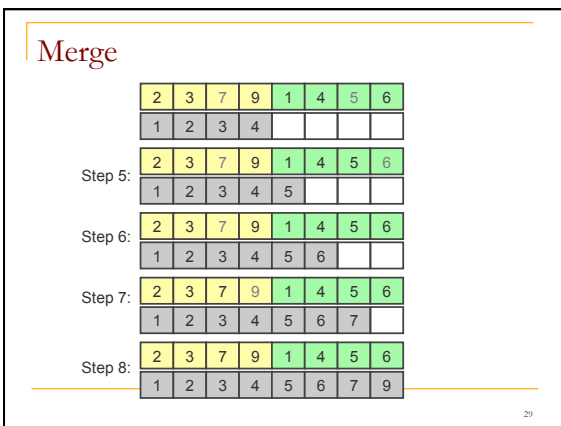 Merge
2 3 7 9 1 4 5 6
1 2 3 4
Step 5:
2 3 7 9 1 4 5 6
1 2 3 4 5
Step 6:
2 3 7 9 1 4 5 6
1 2 3 4 5 6
Step 7:
2 3 7 9 1 4 5 6
1 2 3 4 5 6 7
Step 8:
2 3 7 9 1 4 5 6
1 2 3 4 5 6 7 9
29